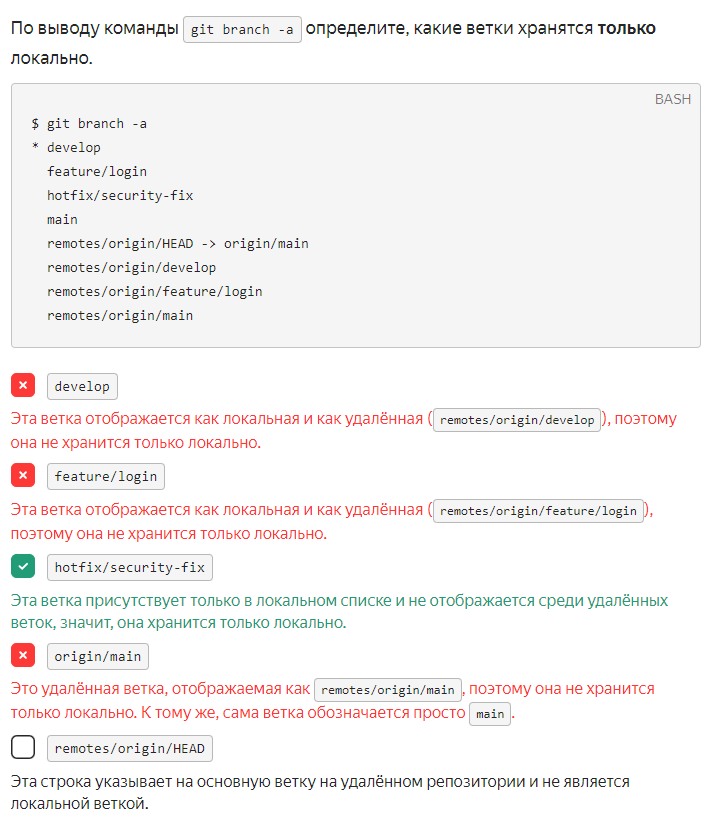 По выводу команды git branch -a определите, какие ветки хранятся только
локально.
BASH
$ git branch -a
* develop
  feature/login
  hotfix/security-fix
  main
  remotes/origin/HEAD -> origin/main
  remotes/origin/develop
  remotes/origin/feature/login
  remotes/origin/main
develop
Эта ветка отображается как локальная и как удалённая (remotes/origin/develop), поэтому
она не хранится только локально.
feature/login
Эта ветка отображается как локальная и как удалённая (remotes/origin/feature/login),
поэтому она не хранится только локально.
hotfix/security-fix
Эта ветка присутствует только в локальном списке и не отображается среди удалённых
веток, значит, она хранится только локально.
origin/main
Это удалённая ветка, отображаемая как remotes/origin/main, поэтому она не хранится
только локально. К тому же, сама ветка обозначается просто main.
remotes/origin/HEAD
Эта строка указывает на основную ветку на удалённом репозитории и не является
локальной веткой.